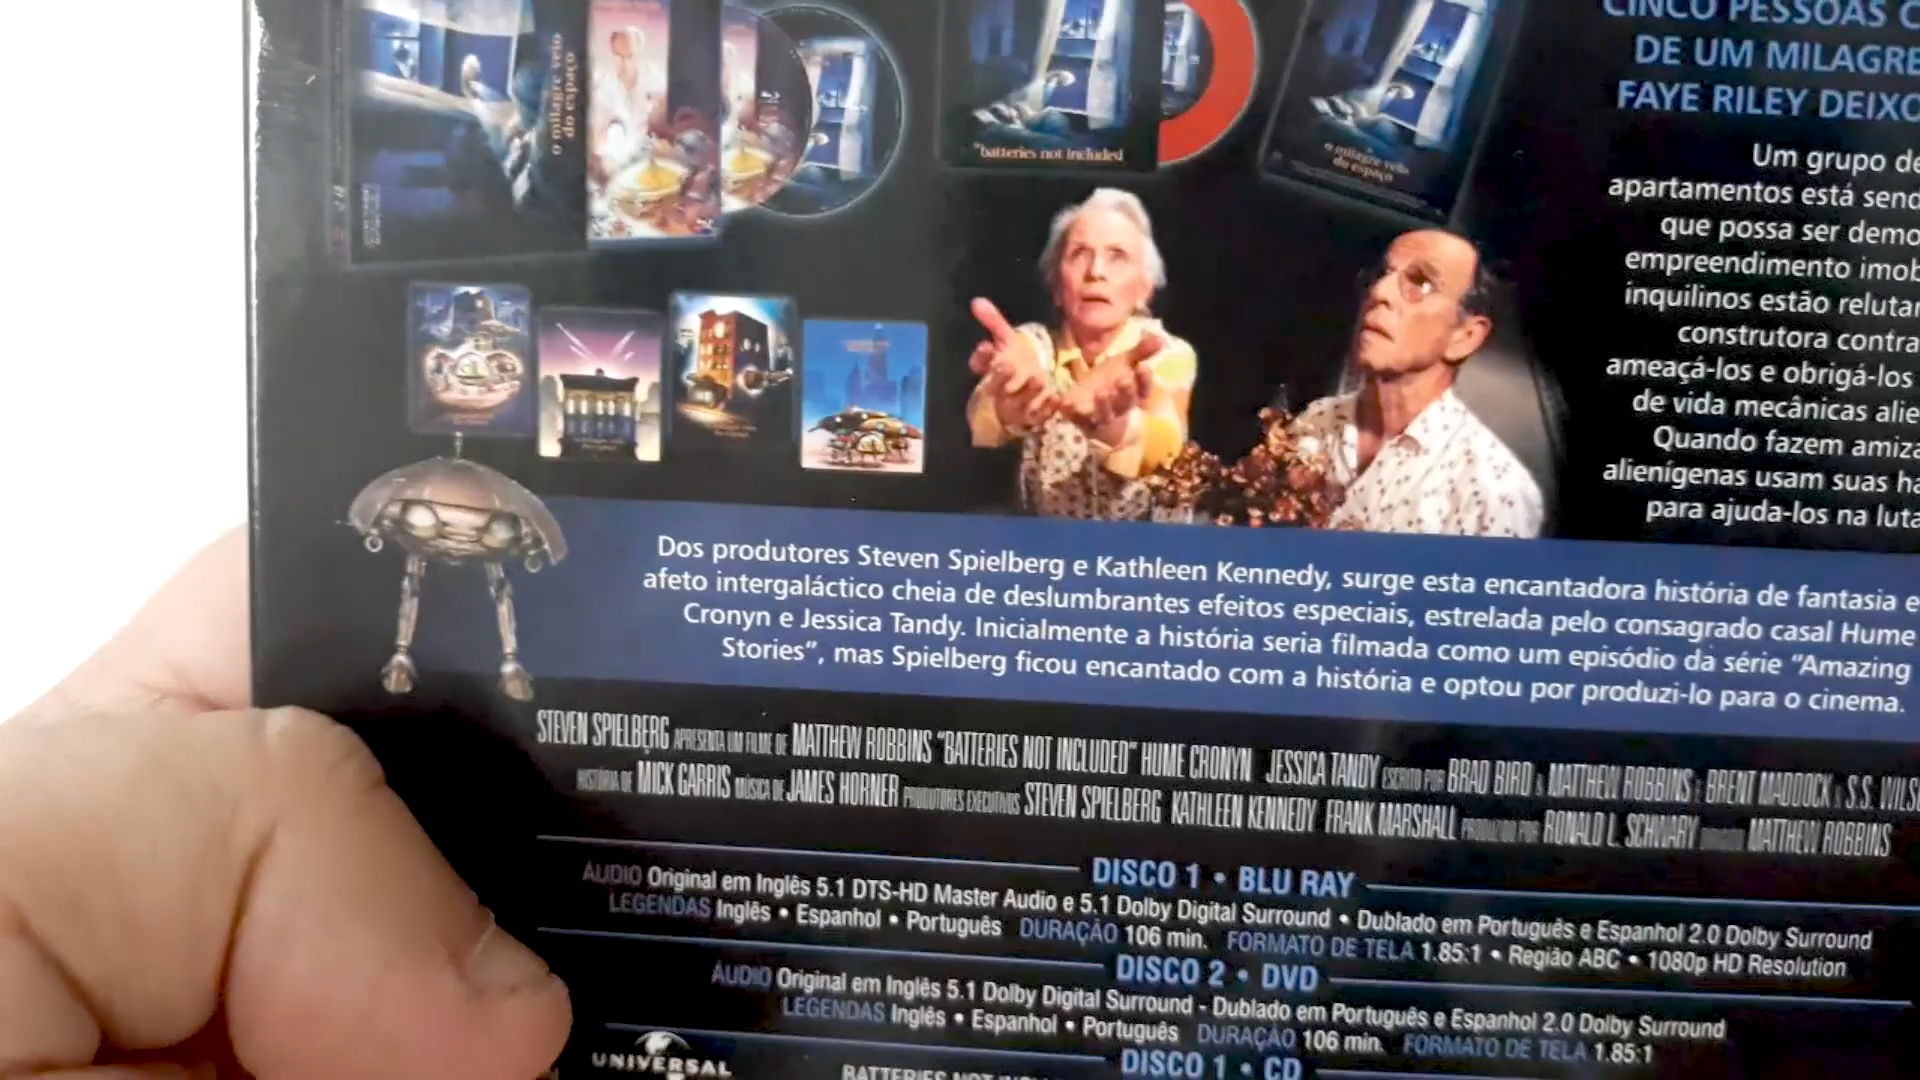 CINCO PESSOAS
DE UM MILAGRE
FAYE RILEY
o milagre veio
do espaço
*batteries not included
o milagre veio
do espaço
Um grupo de
apartamentos está
que possa ser
empreendimento
inquilinos estão
construtora contra
ameaçá-los e obrigá-los
de vida mecânicas
Quando fazem
alienígenas usam suas
para ajuda-los na luta
Dos produtores Steven Spielberg e Kathleen Kennedy, surge esta encantadora história de fantasia e
afeto intergaláctico cheia de deslumbrantes efeitos especiais, estrelada pelo consagrado casal Hume
Cronyn e Jessica Tandy. Inicialmente a história seria filmada como um episódio da série “Amazing
Stories”, mas Spielberg ficou encantado com a história e optou por produzi-lo para o cinema.
STEVEN SPIELBERG APRESENTA UM FILME DE MATTHEW ROBBINS "BATTERIES NOT INCLUDED" HUME CRONYN JESSICA TANDY ESCRITO POR BRAD BIRD & MATTHEW ROBBINS E BRENT MADDOCK & S.S.
HISTÓRIA DE MICK GARRIS MÚSICA DE JAMES HORNER PRODUTORES EXECUTIVOS STEVEN SPIELBERG KATHLEEN KENNEDY FRANK MARSHALL PRODUZIDO POR RONALD L. SCHWARY MATTHEW ROBBINS
DISCO 1 • BLU RAY
ÁUDIO Original em Inglês 5.1 DTS-HD Master Audio e 5.1 Dolby Digital Surround • Dublado em Português e Espanhol 2.0 Dolby Surround
LEGENDAS Inglês • Espanhol • Português DURAÇÃO 106 min. FORMATO DE TELA 1.85:1 • Região ABC • 1080p HD Resolution
DISCO 2 • DVD
ÁUDIO Original em Inglês 5.1 Dolby Digital Surround - Dublado em Português e Espanhol 2.0 Dolby Surround
LEGENDAS Inglês • Espanhol • Português DURAÇÃO 106 min. FORMATO DE TELA 1.85:1
DISCO 1 • CD
UNIVERSAL
BATTERIES NOT